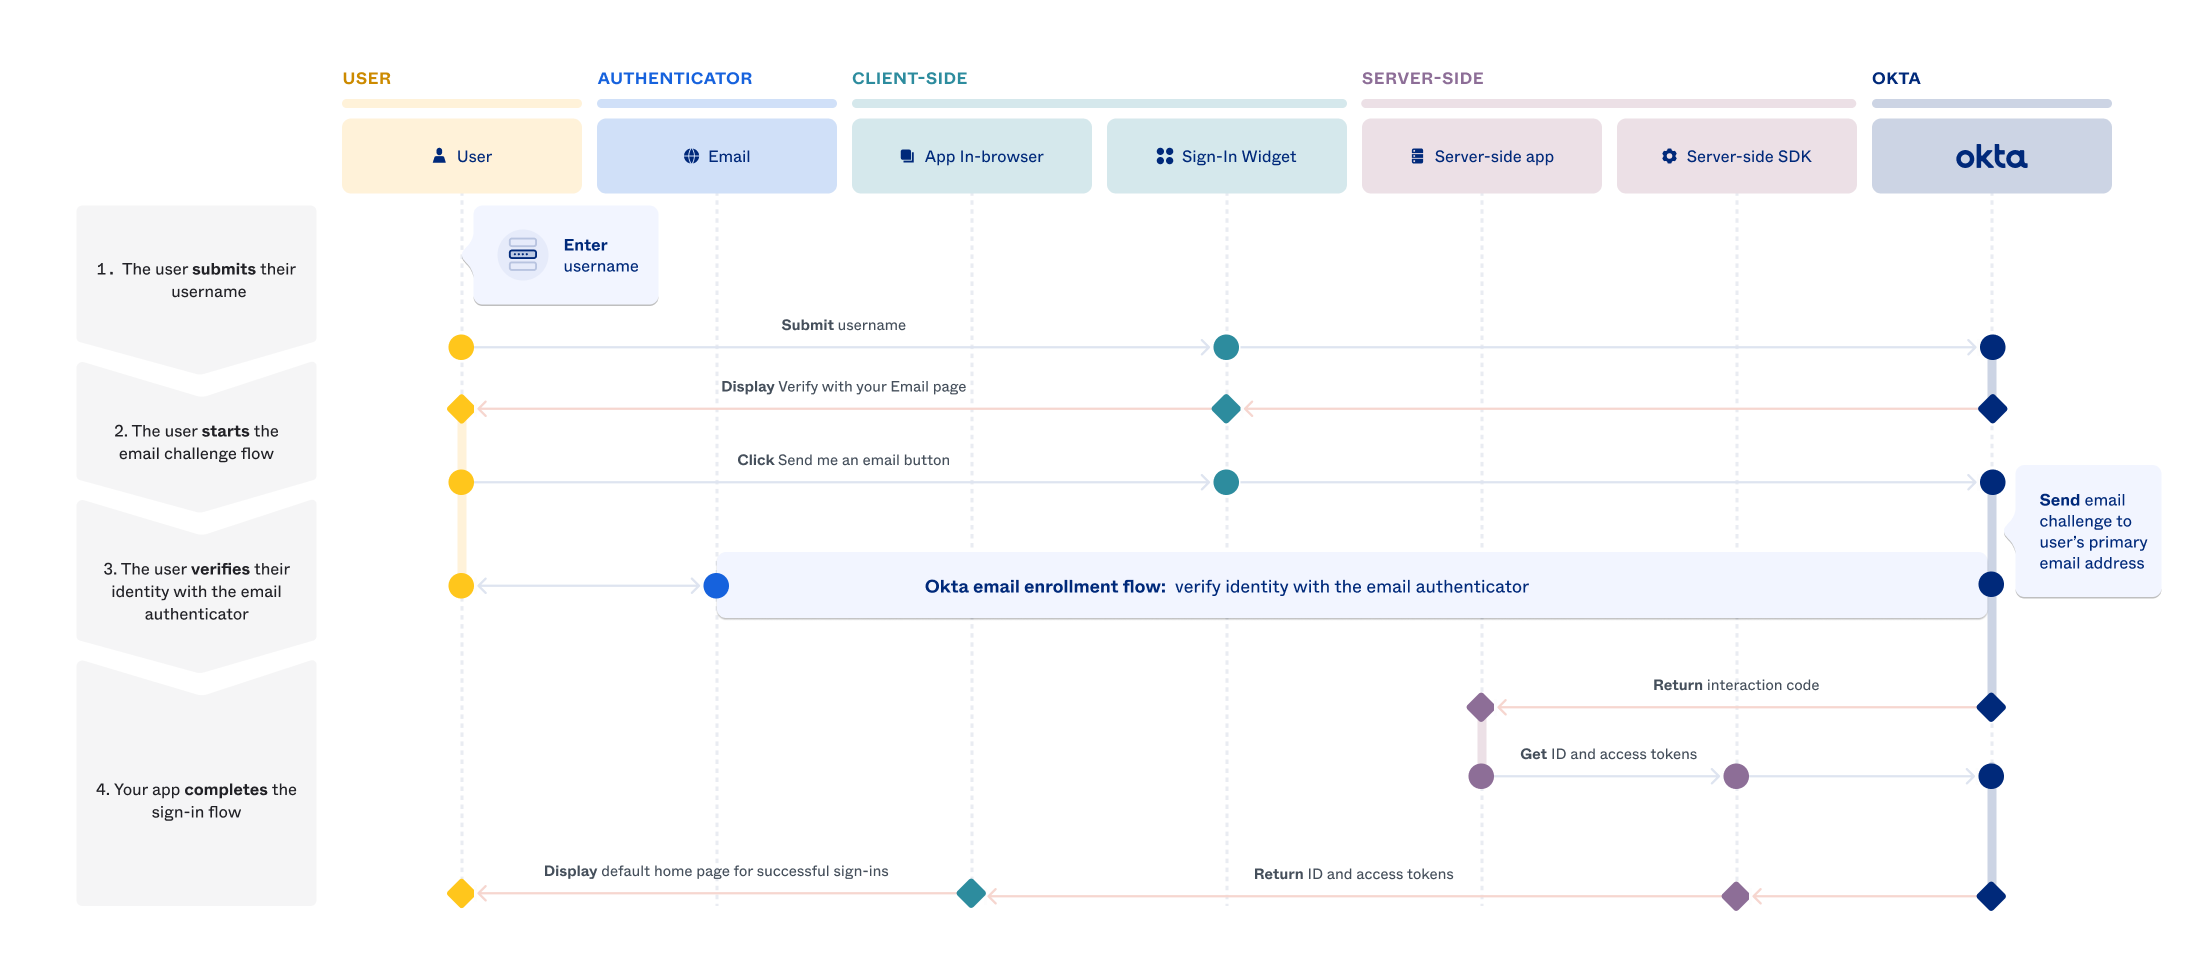 USER
AUTHENTICATOR
CLIENT-SIDE
SERVER-SIDE
OKTA
User
Email
App In-browser
Sign-In Widget
Server-side app
Server-side SDK
okta
1. The user submits their
username
Enter
username
Submit username
Display Verify with your Email page
2. The user starts the
email challenge flow
Click Send me an email button
Send email
challenge to
user's primary
email address
3. The user verifies their
identity with the email
authenticator
Okta email enrollment flow: verify identity with the email authenticator
Return interaction code
Get ID and access tokens
4. Your app completes the
sign-in flow
Display default home page for successful sign-ins
Return ID and access tokens